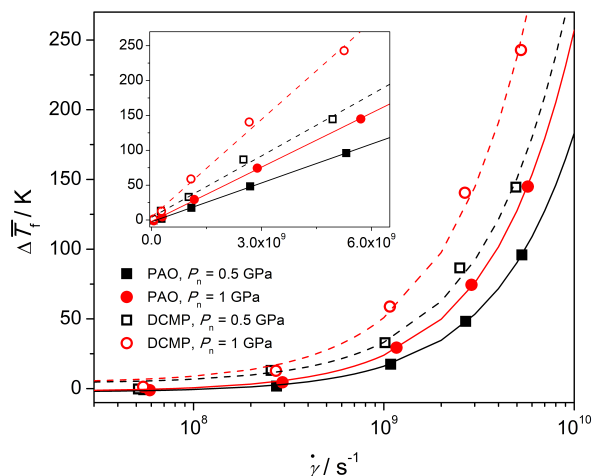 250
200
150
100
50
0
Δ T̿f / K
250
200
150
100
50
0
0.0
3.0x10⁹
6.0x10⁹
PAO, Pn = 0.5 GPa
PAO, Pn = 1 GPa
DCMP, Pn = 0.5 GPa
DCMP, Pn = 1 GPa
10⁸
10⁹
10¹⁰
γ̇ / s⁻¹